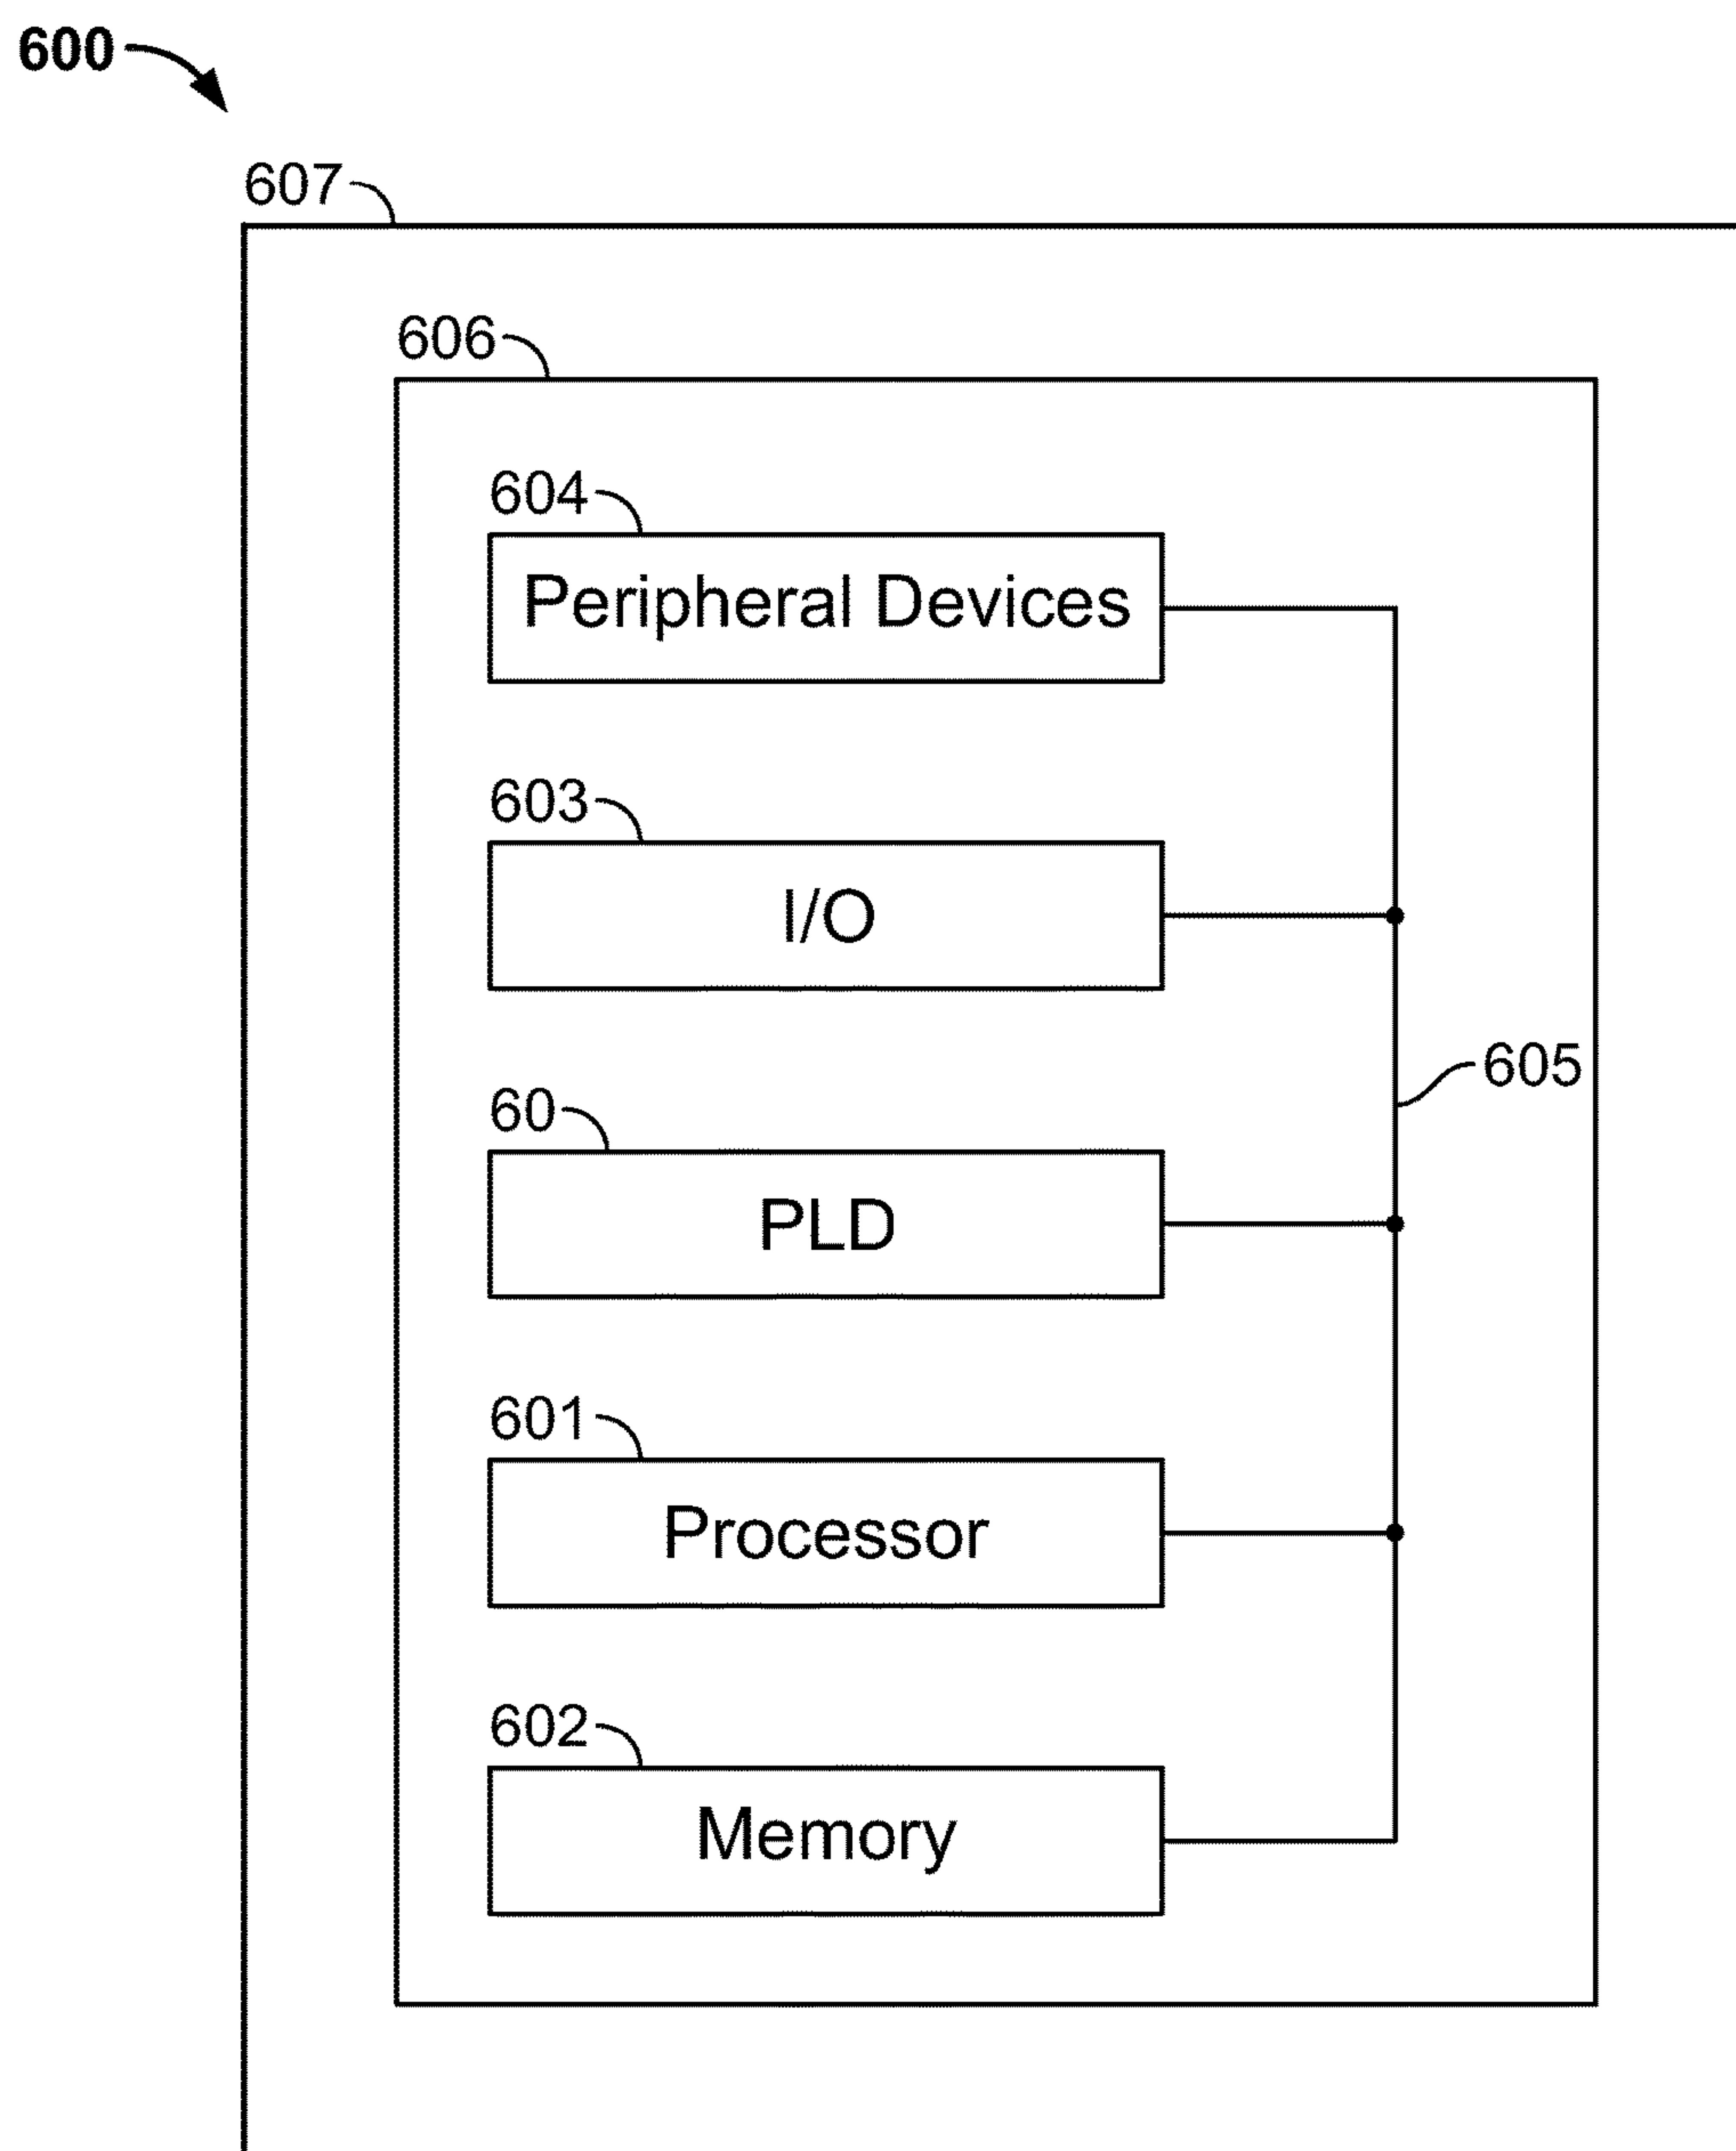 600
607
606
604
Peripheral Devices
603
I/O
605
60
PLD
601
Processor
602
Memory